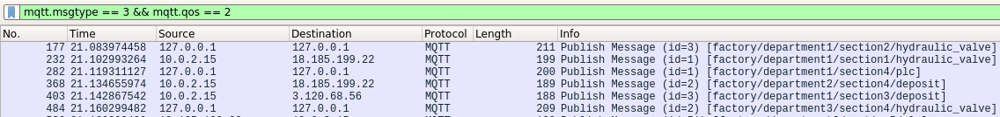 mqtt.msgtype == 3 && mqtt.qos == 2
No. Time Source Destination Protocol Length Info
177 21.083974458 127.0.0.1 127.0.0.1 MQTT 211 Publish Message (id=3) [factory/department1/section2/hydraulic_valve]
232 21.102993264 10.0.2.15 18.185.199.22 MQTT 199 Publish Message (id=1) [factory/department1/section1/hydraulic_valve]
282 21.119311127 127.0.0.1 127.0.0.1 MQTT 200 Publish Message (id=1) [factory/department1/section4/plc]
368 21.134655974 10.0.2.15 18.185.199.22 MQTT 189 Publish Message (id=2) [factory/department2/section4/deposit]
403 21.142867542 10.0.2.15 3.120.68.56 MQTT 188 Publish Message (id=3) [factory/department1/section3/deposit]
484 21.160299482 127.0.0.1 127.0.0.1 MQTT 209 Publish Message (id=2) [factory/department3/section4/hydraulic_valve]